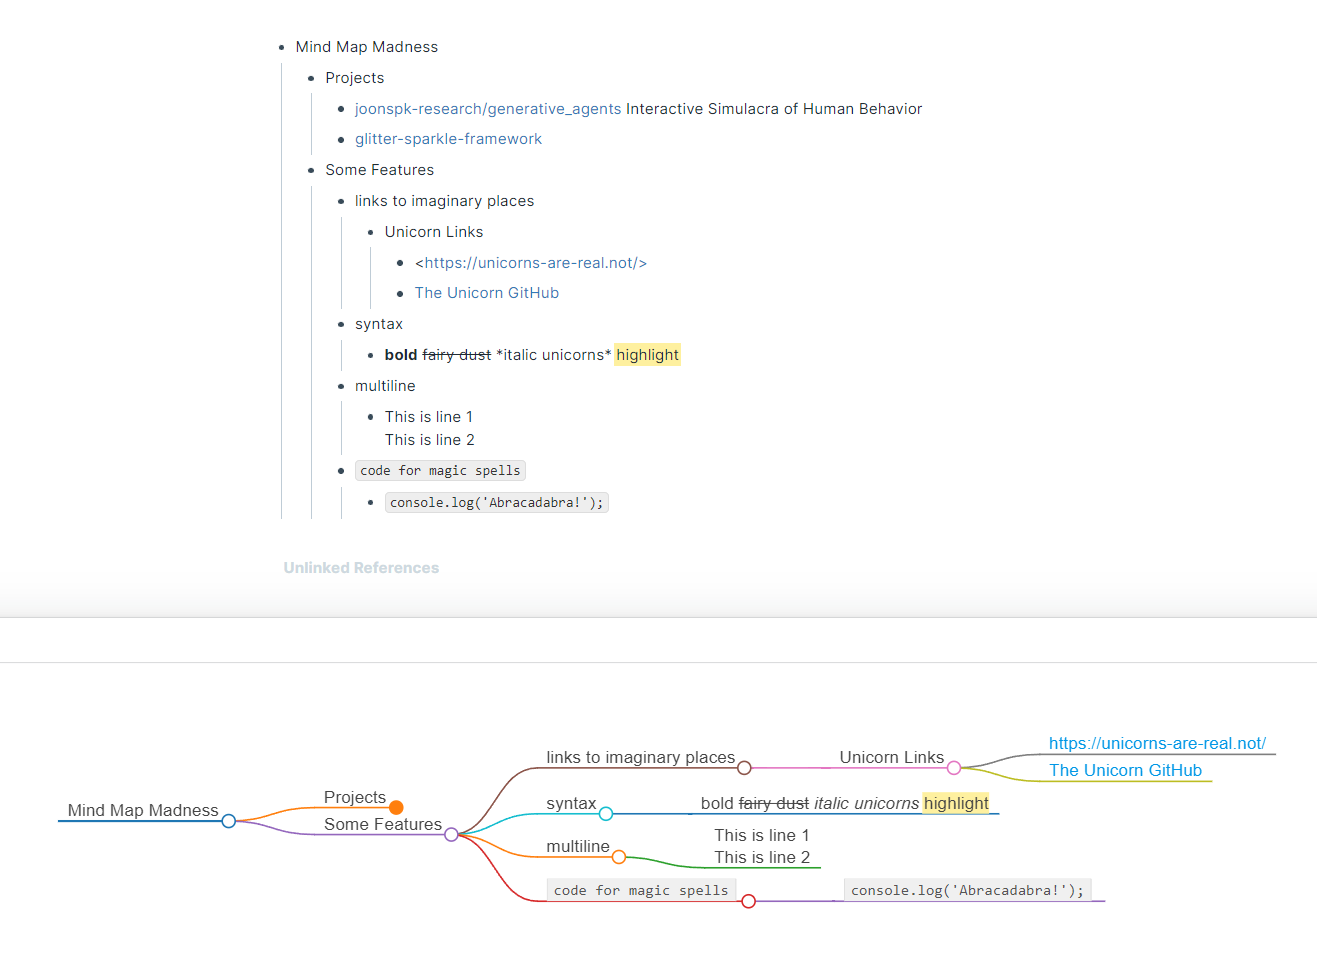 Mind Map Madness
Projects
joonspk-research/generative_agents Interactive Simulacra of Human Behavior
glitter-sparkle-framework
Some Features
links to imaginary places
Unicorn Links
<https://unicorns-are-real.not/>
The Unicorn GitHub
syntax
bold fairy dust *italic unicorns* highlight
multiline
This is line 1
This is line 2
code for magic spells
console.log('Abracadabra!');
Unlinked References
Mind Map Madness
Projects
Some Features
links to imaginary places
Unicorn Links
https://unicorns-are-real.not/
The Unicorn GitHub
syntax
bold fairy dust italic unicorns highlight
multiline
This is line 1
This is line 2
code for magic spells
console.log('Abracadabra!');